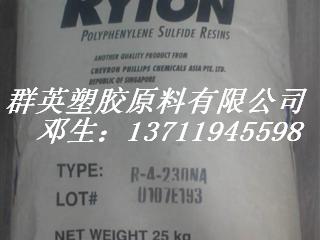 RYTON
POLYPHENYLENE SULFIDE RESINS
ANOTHER QUALITY PRODUCT FROM
CHEVRON PHILLIPS CHEMICALS ASIA PTE. LTD.
REPUBLIC OF SINGAPORE
群英塑胶原料有限公司
邓生：13711945598
TYPE: R-4-230NA
LOT# 0107E193
NET WEIGHT 25 kg